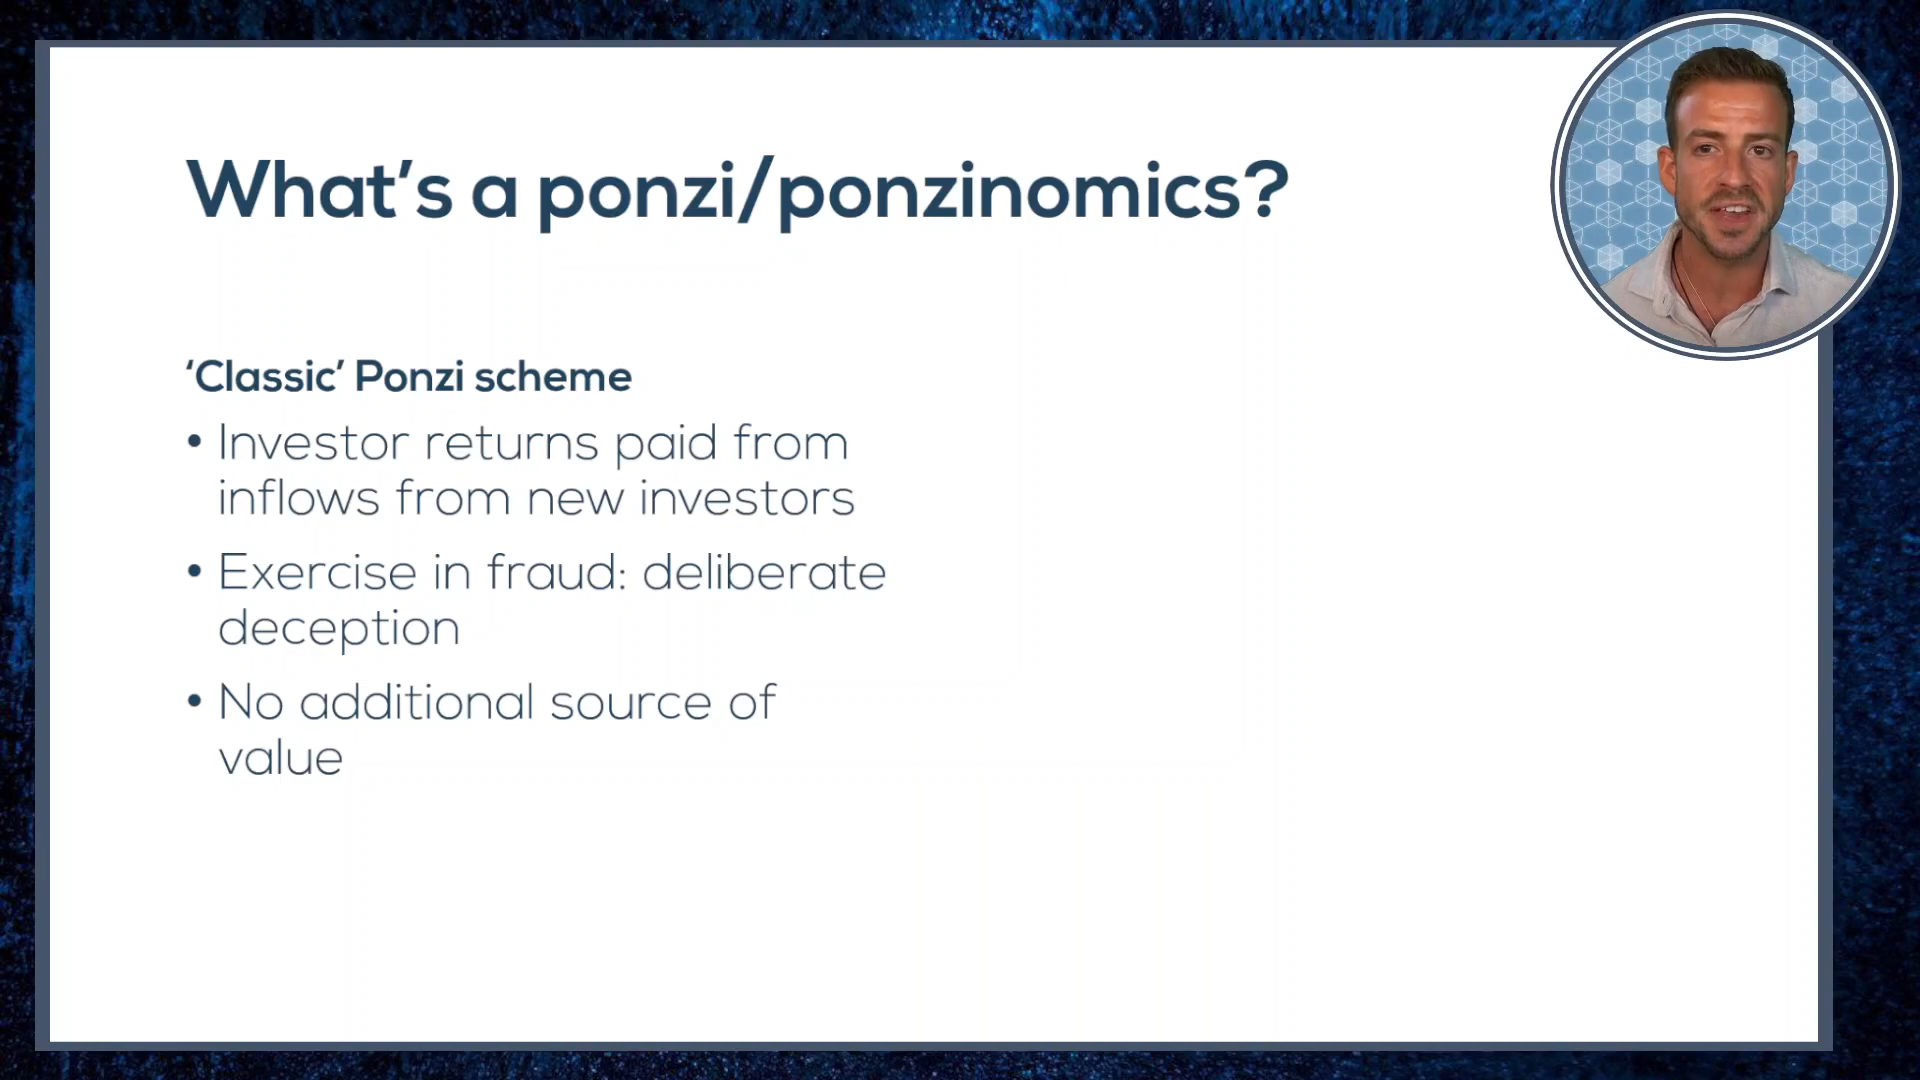 What’s a ponzi/ponzinomics?
‘Classic’ Ponzi scheme
• Investor returns paid from
inflows from new investors
• Exercise in fraud: deliberate
deception
• No additional source of
value